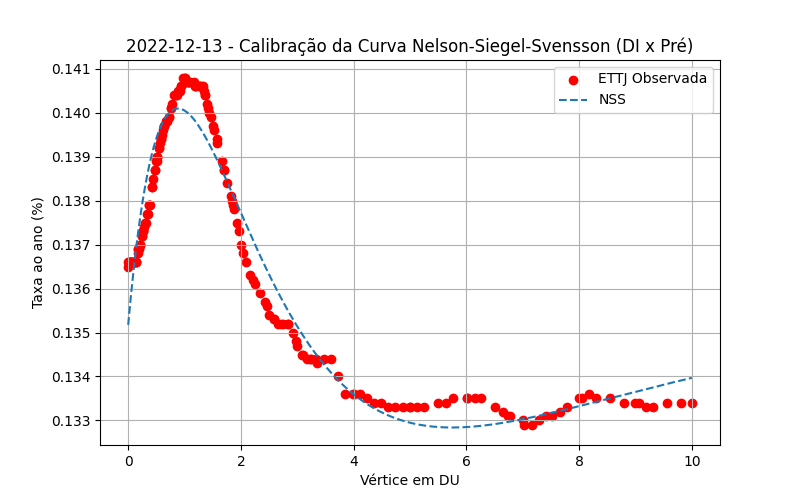 2022-12-13 - Calibração da Curva Nelson-Siegel-Svensson (DI x Pré)
ETTJ Observada
NSS
Taxa ao ano (%)
0.141
0.140
0.139
0.138
0.137
0.136
0.135
0.134
0.133
0 2 4 6 8 10
Vértice em DU